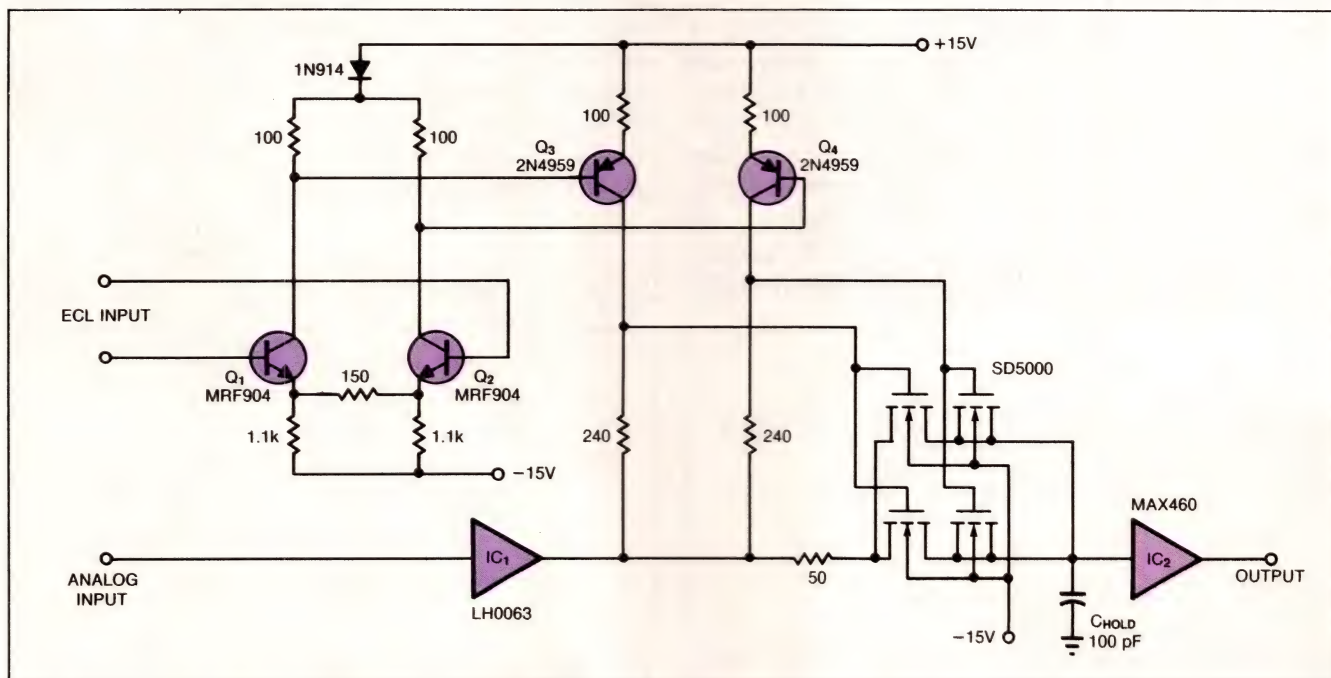 +15V
1N914
100
100
100
100
Q3
2N4959
Q4
2N4959
ECL INPUT
Q1
MRF904
150
Q2
MRF904
SD5000
1.1k
1.1k
240
240
−15V
MAX460
ANALOG
INPUT
IC1
LH0063
50
IC2
OUTPUT
CHOLD
100 pF
−15V